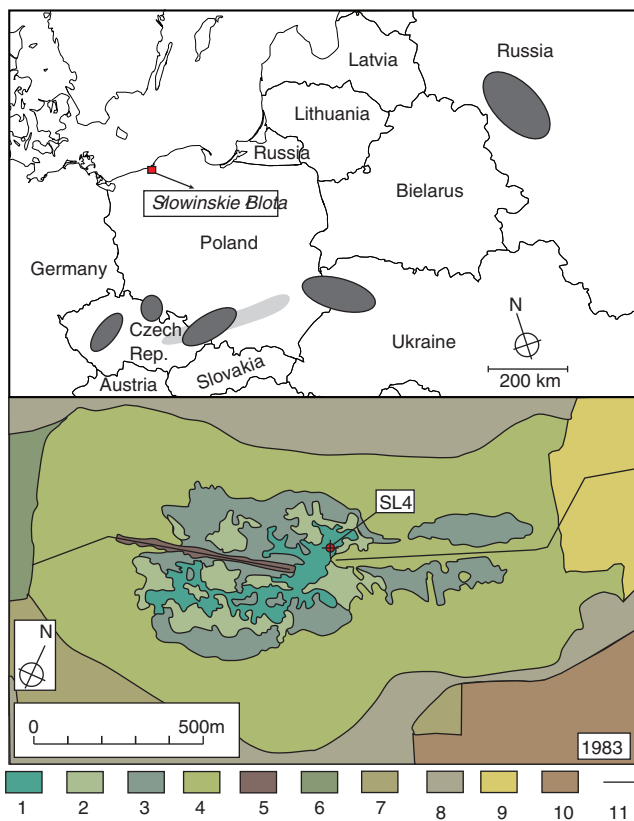 Latvia
Russia
Lithuania
Russia
Bielarus
Słowinskie Błota
Poland
Germany
Czech
Rep.
Ukraine
N
Slovakia
Austria
200 km
SL4
N
0 500m
1983
1 2 3 4 5 6 7 8 9 10 11